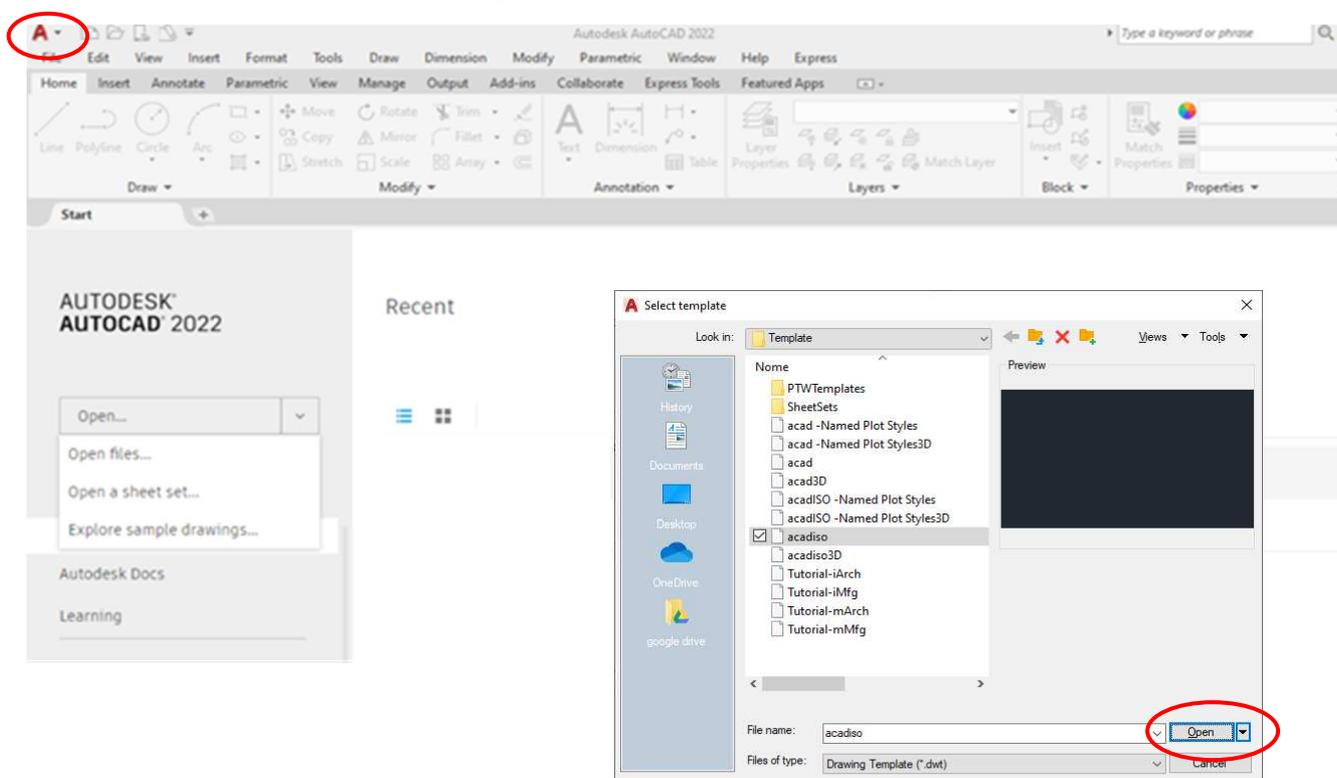 A Autodesk AutoCAD 2022 Type a keyword or phrase
File Edit View Insert Format Tools Draw Dimension Modify Parametric Window Help Express
Home Insert Annotate Parametric View Manage Output Add-ins Collaborate Express Tools Featured Apps
Move Rotate Trim
Copy Mirror Fillet
Line Polyline Circle Arc Stretch Scale Array Text Dimension Table Layer Properties Match Layer Insert Match Properties
Draw Modify Annotation Layers Block Properties
Start
AUTODESK®
AUTOCAD® 2022
Recent
Open...
Open files...
Open a sheet set...
Explore sample drawings...
Autodesk Docs
Learning
A Select template
Look in: Template Views Tools
History
Documents
Desktop
OneDrive
google drive
Nome
PTWTemplates
SheetSets
acad -Named Plot Styles
acad -Named Plot Styles3D
acad
acad3D
acadISO -Named Plot Styles
acadISO -Named Plot Styles3D
acadiso
acadiso3D
Tutorial-iArch
Tutorial-iMfg
Tutorial-mArch
Tutorial-mMfg
Preview
File name: acadiso Open
Files of type: Drawing Template (*.dwt) Cancel